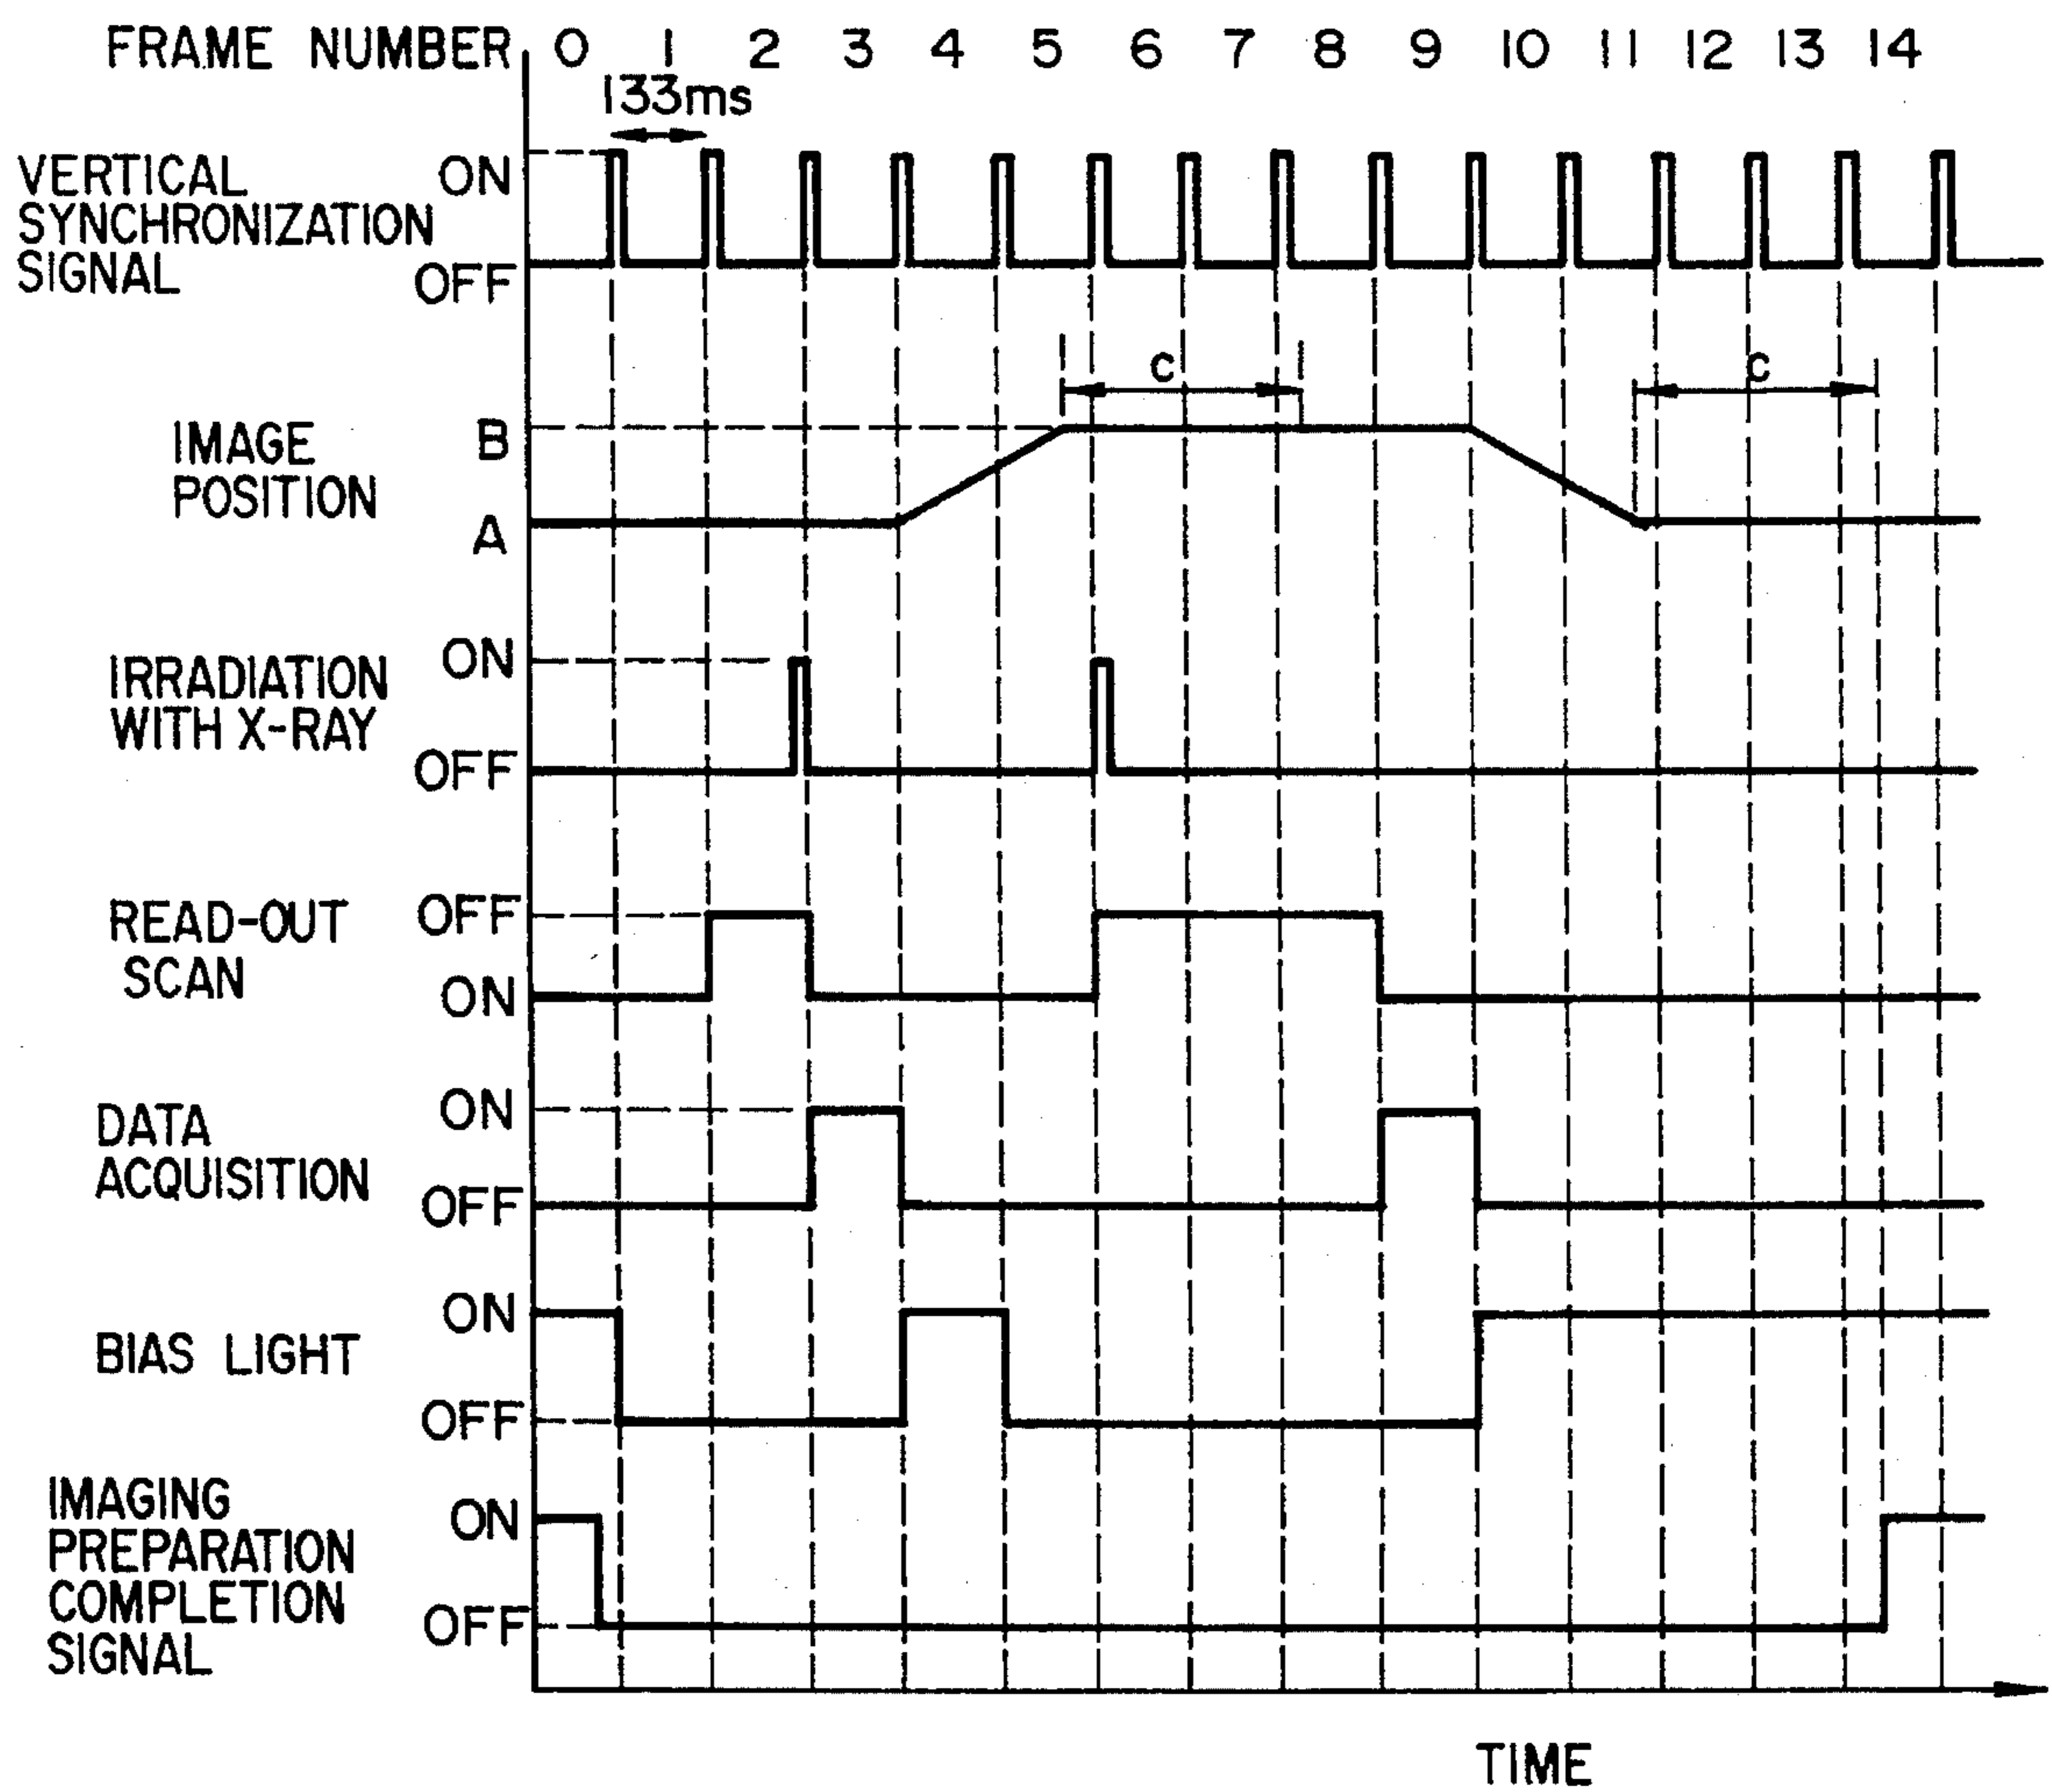 FRAME NUMBER 0 1 2 3 4 5 6 7 8 9 10 11 12 13 14
133ms
VERTICAL
SYNCHRONIZATION
SIGNAL
ON
OFF
C
C
IMAGE
POSITION
B
A
IRRADIATION
WITH X-RAY
ON
OFF
READ-OUT
SCAN
OFF
ON
DATA
ACQUISITION
ON
OFF
BIAS LIGHT
ON
OFF
IMAGING
PREPARATION
COMPLETION
SIGNAL
ON
OFF
TIME